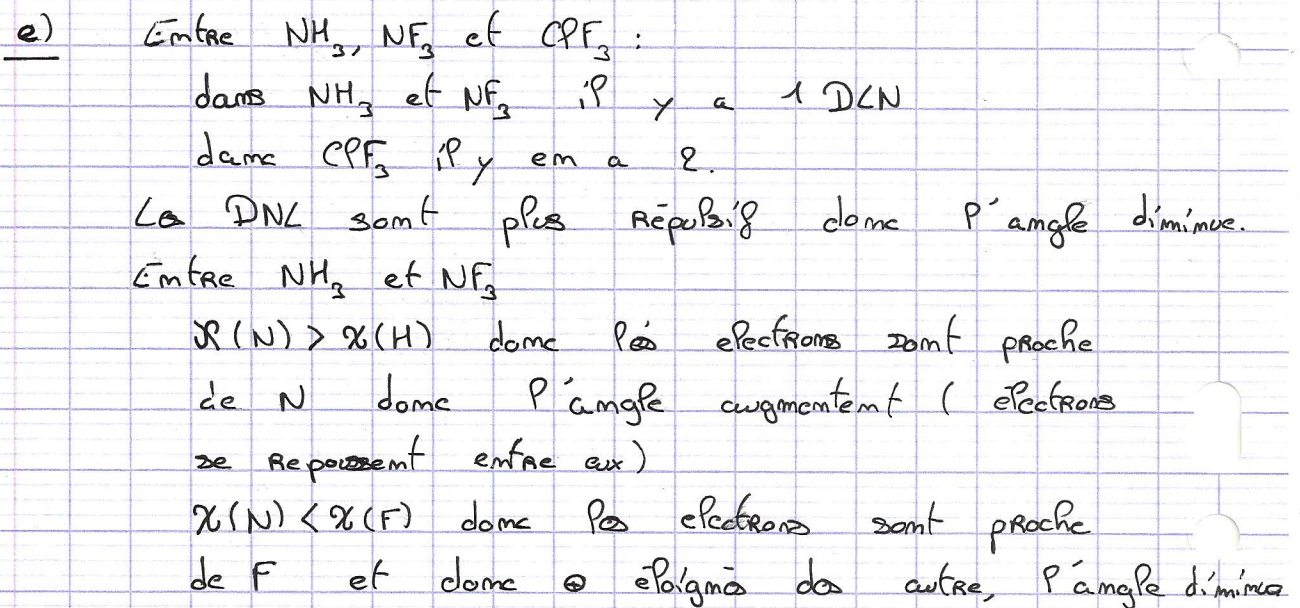 e) Entre NH₃, NF₃ et ClF₃ :
dans NH₃ et NF₃ il y a 1 DLN
danc ClF₃ il y en a 2.
Les DNL sont plus répulsif donc l'angle diminue.
Entre NH₃ et NF₃
χ(N) > χ(H) donc les electrons sont proche
de N donc l'angle augmentent ( électrons
se repoussent entre eux)
χ(N) < χ(F) donc les electrons sont proche
de F et donc ⊕ éloignés des autre, l'angle diminue